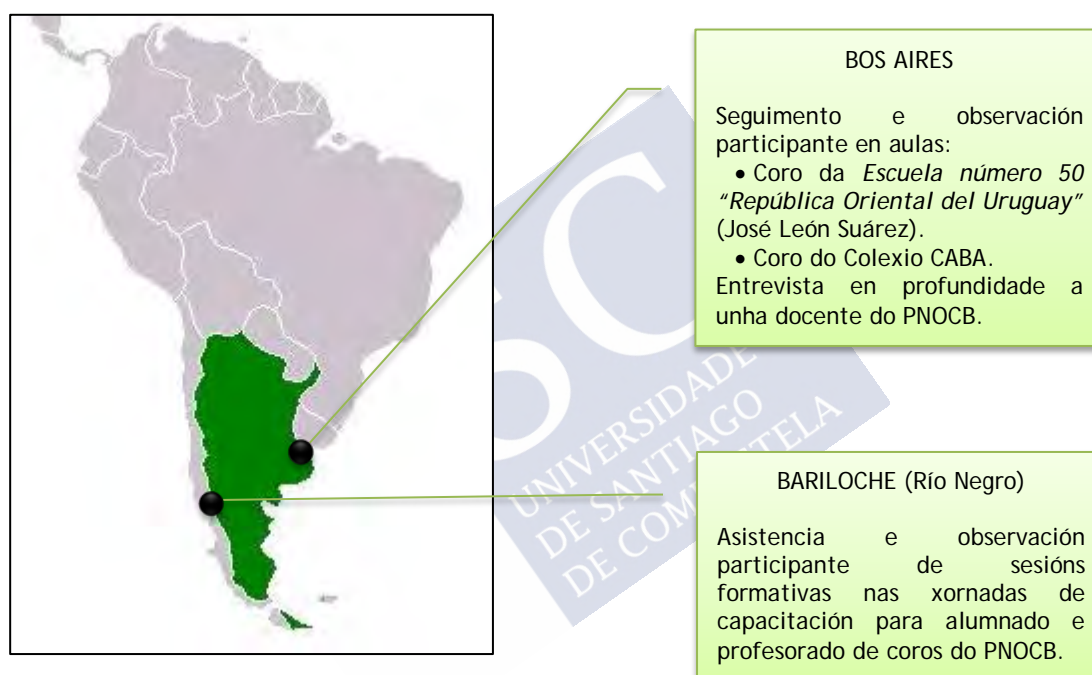 BOS AIRES
Seguimento e observación
participante en aulas:
• Coro da Escuela número 50
“República Oriental del Uruguay”
(José León Suárez).
• Coro do Colexio CABA.
Entrevista en profundidade a
unha docente do PNOCB.
BARILOCHE (Río Negro)
Asistencia e observación
participante de sesións
formativas nas xornadas de
capacitación para alumnado e
profesorado de coros do PNOCB.
SC
UNIVERSIDADE
DE SANTIAGO